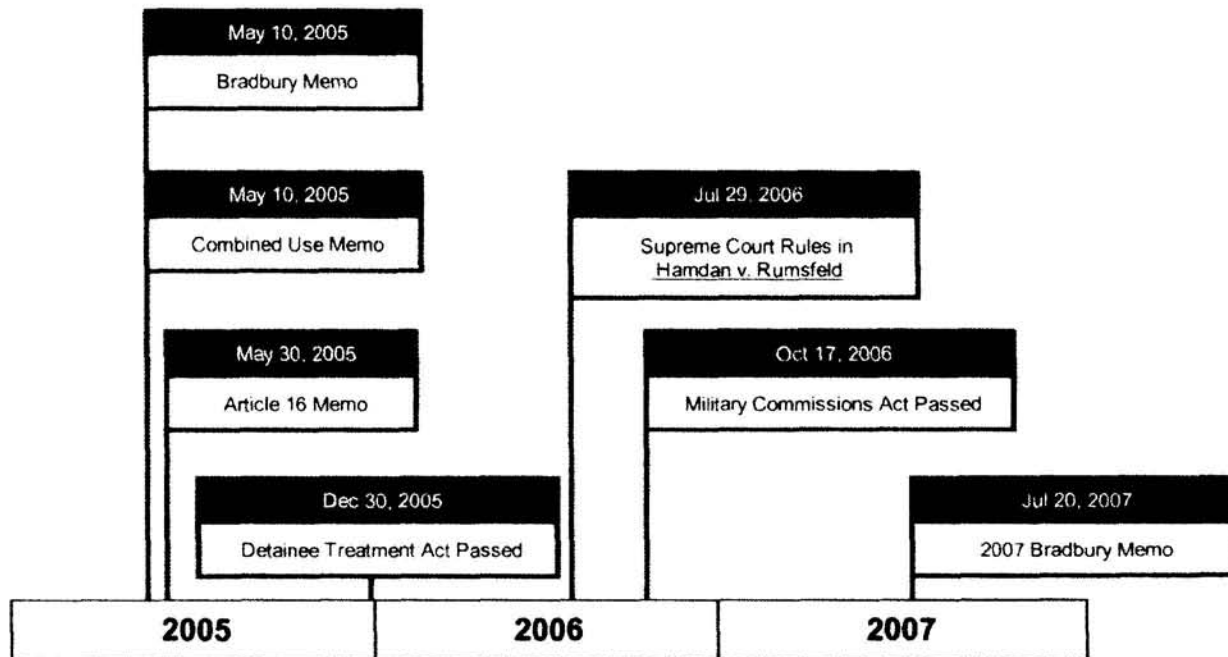 May 10, 2005
Bradbury Memo
May 10, 2005
Combined Use Memo
Jul 29, 2006
Supreme Court Rules in
Hamdan v. Rumsfeld
May 30, 2005
Article 16 Memo
Oct 17, 2006
Military Commissions Act Passed
Dec 30, 2005
Detainee Treatment Act Passed
Jul 20, 2007
2007 Bradbury Memo
2005
2006
2007